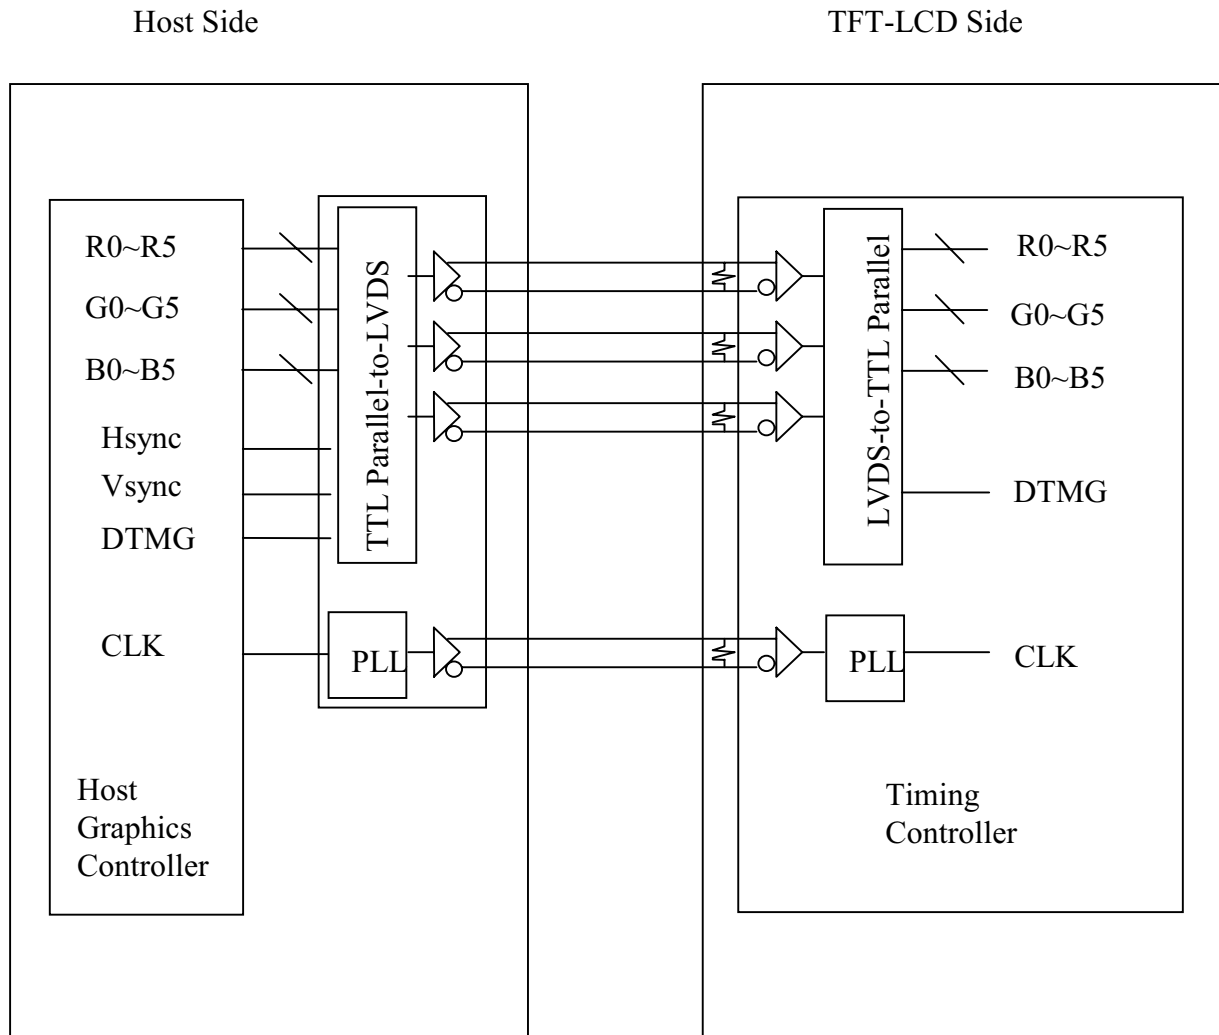 Host Side
TFT-LCD Side
R0~R5
G0~G5
B0~B5
Hsync
Vsync
DTMG
CLK
Host
Graphics
Controller
TTL Parallel-to-LVDS
PLL
LVDS-to-TTL Parallel
PLL
R0~R5
G0~G5
B0~B5
DTMG
CLK
Timing
Controller